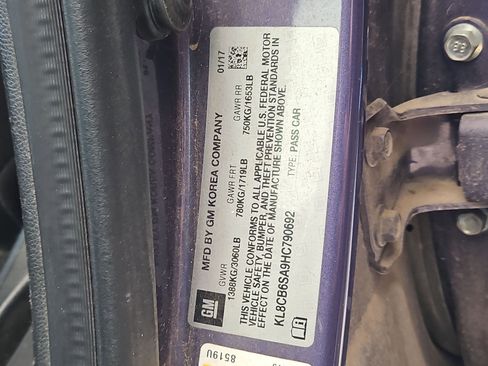 MFD BY GM KOREA COMPANY 01/17
GVWR GAWR FRT GAWR RR
1388KG/3060LB 780KG/1719LB 750KG/1653LB
THIS VEHICLE CONFORMS TO ALL APPLICABLE U.S. FEDERAL MOTOR
VEHICLE SAFETY, BUMPER, AND THEFT PREVENTION STANDARDS IN
EFFECT ON THE DATE OF MANUFACTURE SHOWN ABOVE.
KL8CB6SA9HC790692 TYPE: PASS CAR
GM
8519U